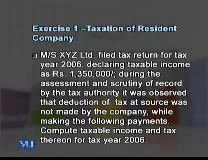 Exercise 1 –Taxation of Resident
Company
M/S XYZ Ltd. filed tax return for tax
year 2006, declaring taxable income
as Rs. 1,350,000/; during the
assessment and scrutiny of record
by the tax authority it was observed
that deduction of tax at source was
not made by the company, while
making the following payments.
Compute taxable income and tax
thereon for tax year 2006.
VU